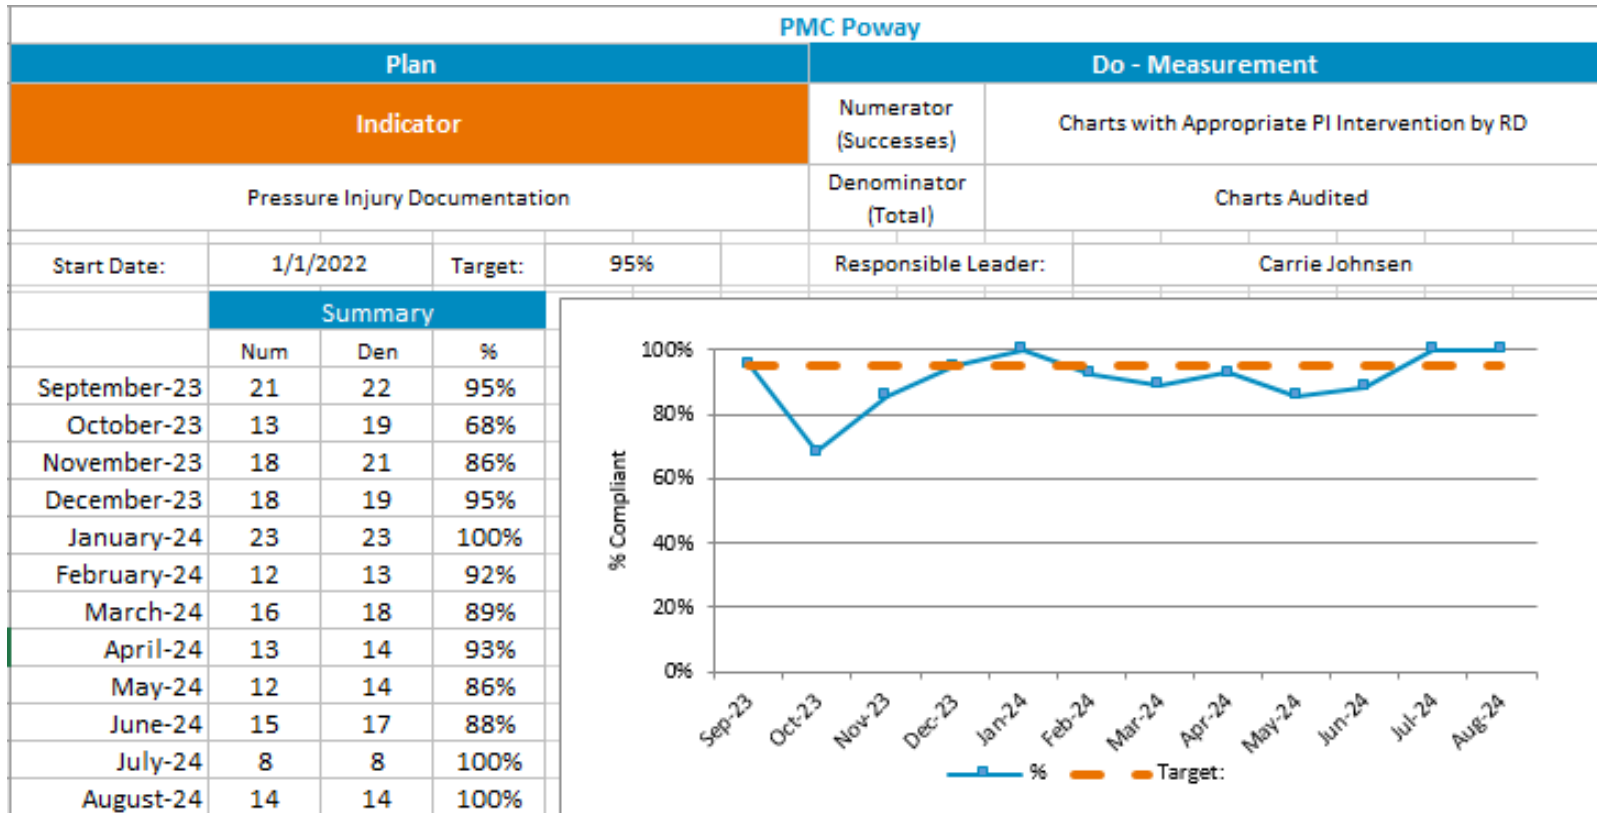 PMC Poway
Plan
Do - Measurement
Indicator
Numerator
(Successes)
Charts with Appropriate PI Intervention by RD
Pressure Injury Documentation
Denominator
(Total)
Charts Audited
Start Date: 1/1/2022 Target: 95% Responsible Leader: Carrie Johnsen
Summary
Num Den %
September-23 21 22 95%
October-23 13 19 68%
November-23 18 21 86%
December-23 18 19 95%
January-24 23 23 100%
February-24 12 13 92%
March-24 16 18 89%
April-24 13 14 93%
May-24 12 14 86%
June-24 15 17 88%
July-24 8 8 100%
August-24 14 14 100%
% Compliant
100%
80%
60%
40%
20%
0%
Sep-23 Oct-23 Nov-23 Dec-23 Jan-24 Feb-24 Mar-24 Apr-24 May-24 Jun-24 Jul-24 Aug-24
% Target: